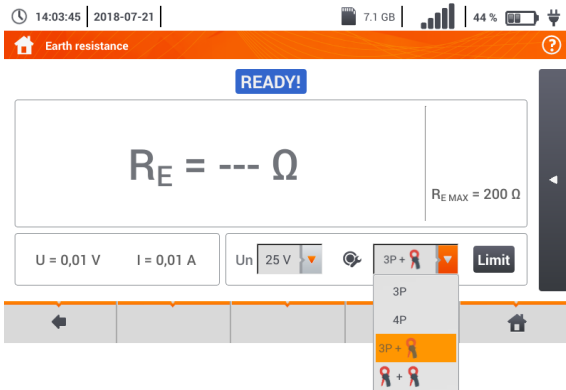 14:03:45 2018-07-21 7.1 GB 44 %
Earth resistance ?
READY!
RE = --- Ω
RE MAX = 200 Ω
U = 0,01 V I = 0,01 A Un 25 V 3P + Limit
3P
4P
3P +
+